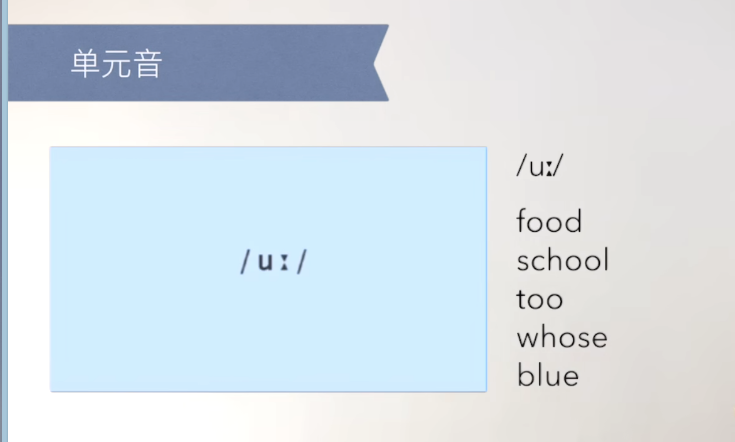 单元音
/uː/
/uː/
food
school
too
whose
blue